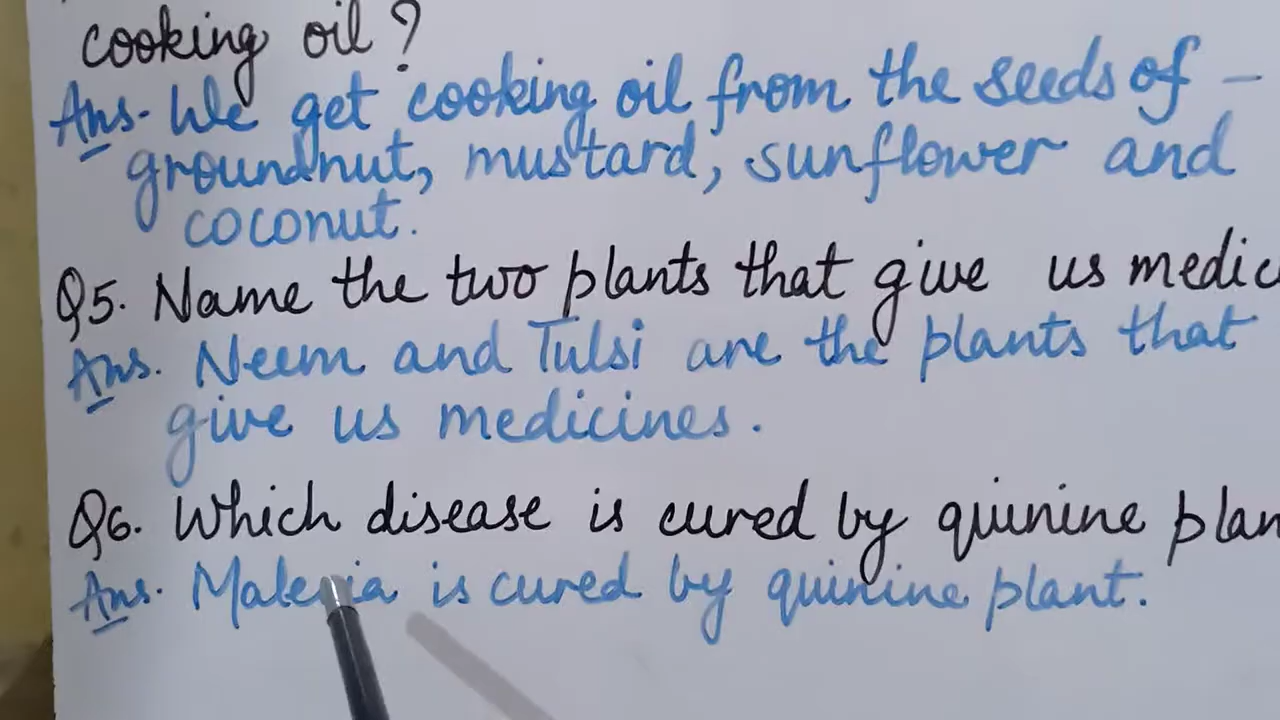 cooking oil?
Ans. We get cooking oil from the seeds of -
groundnut, mustard, sunflower and
coconut.
Q5. Name the two plants that give us medic
Ans. Neem and Tulsi are the plants that
give us medicines.
Q6. Which disease is cured by quinine plan
Ans. Maleria is cured by quinine plant.